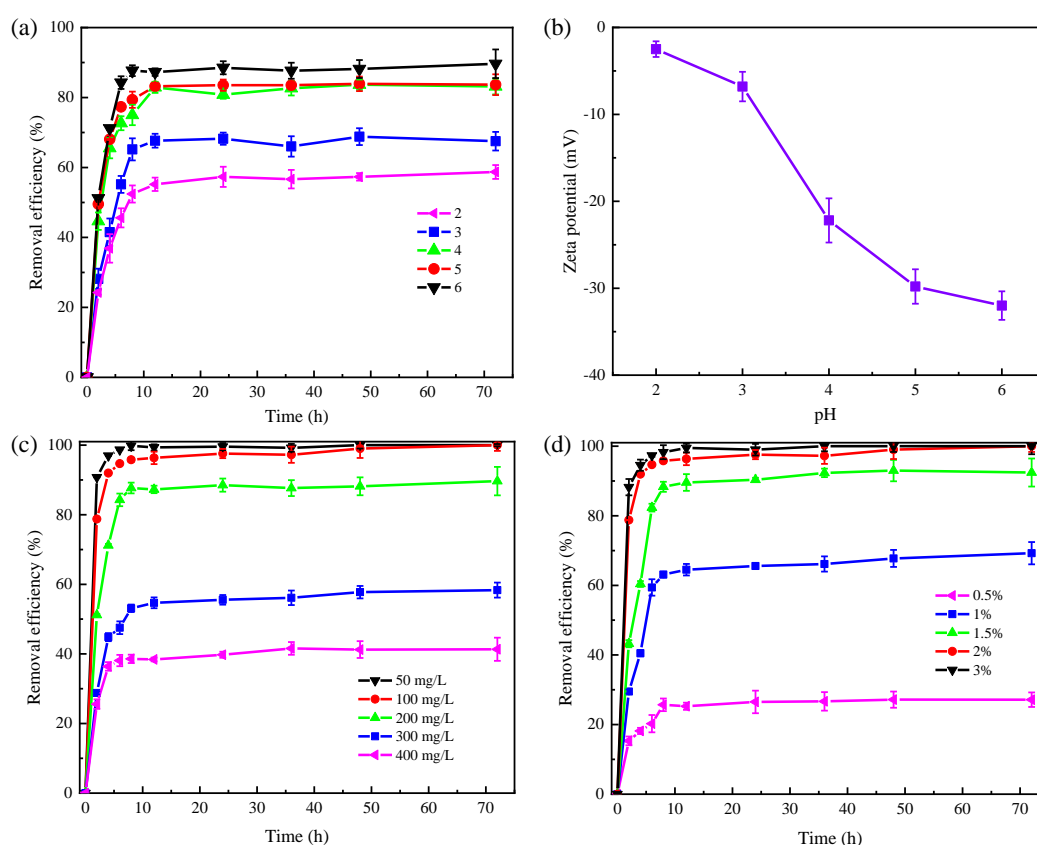 (a)
100
80
60
40
20
0
Removal efficiency (%)
2
3
4
5
6
0 10 20 30 40 50 60 70
Time (h)
(b)
0
-10
-20
-30
-40
Zeta potential (mV)
2 3 4 5 6
pH
(c)
100
80
60
40
20
0
Removal efficiency (%)
50 mg/L
100 mg/L
200 mg/L
300 mg/L
400 mg/L
0 10 20 30 40 50 60 70
Time (h)
(d)
100
80
60
40
20
0
Removal efficiency (%)
0.5%
1%
1.5%
2%
3%
0 10 20 30 40 50 60 70
Time (h)